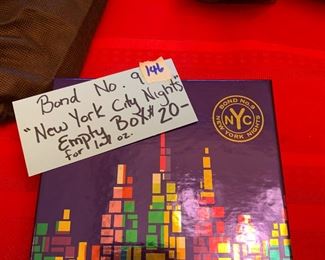 146
Bond No. 9
"New York City Nights"
Empty Box $20-
for 1 oz.
BOND NO.9
NYC
NEW YORK NIGHTS